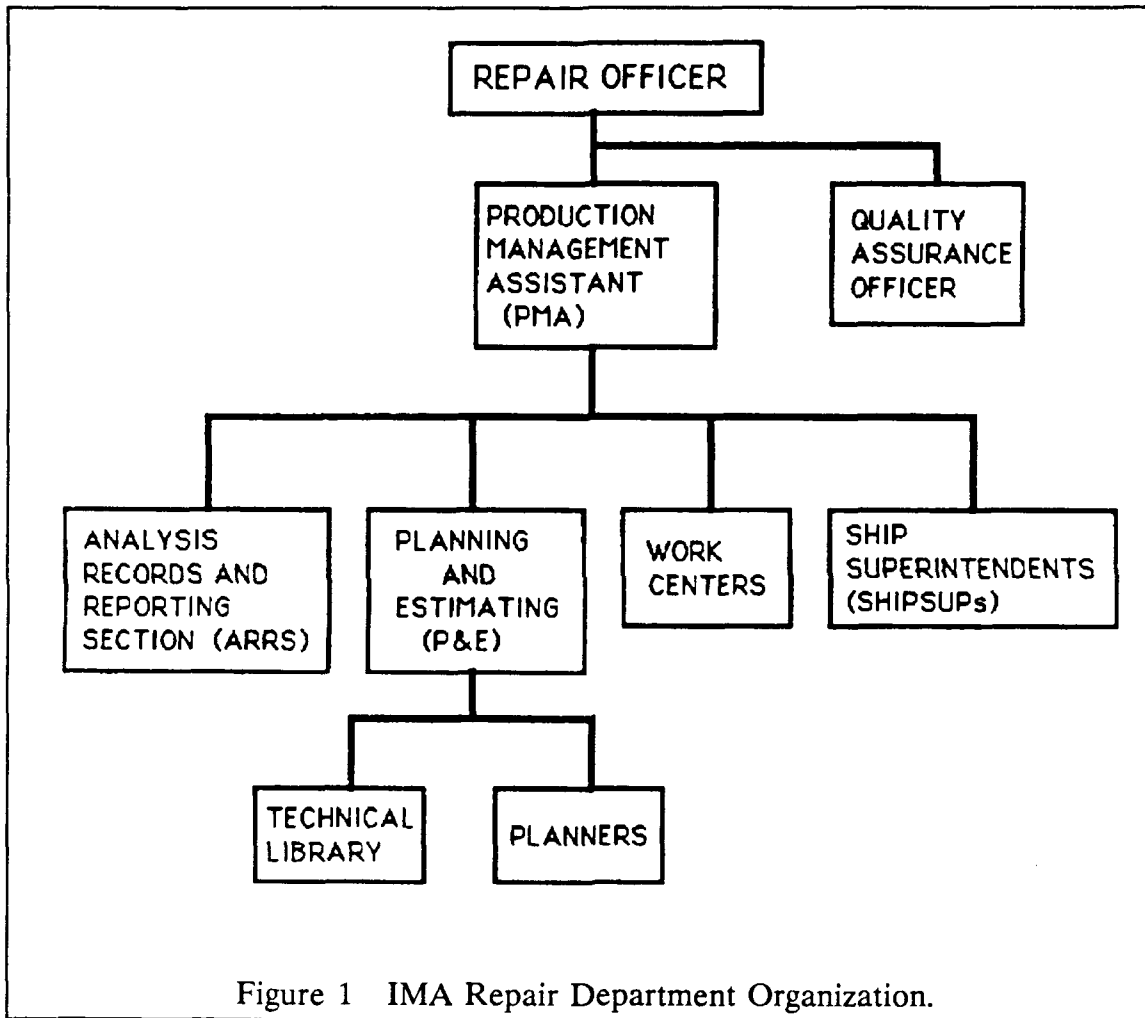 REPAIR OFFICER
PRODUCTION
MANAGEMENT
ASSISTANT
(PMA)
QUALITY
ASSURANCE
OFFICER
ANALYSIS
RECORDS AND
REPORTING
SECTION (ARRS)
PLANNING
AND
ESTIMATING
(P&E)
WORK
CENTERS
SHIP
SUPERINTENDENTS
(SHIPSUPs)
TECHNICAL
LIBRARY
PLANNERS
Figure 1 IMA Repair Department Organization.